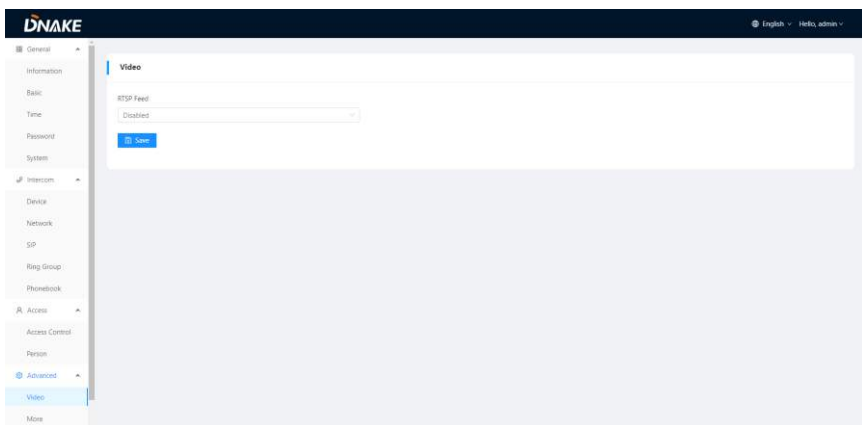 DNAKE
English Hello, admin
General
Information
Basic
Time
Password
System
Intercom
Device
Network
SIP
Ring Group
Phonebook
Access
Access Control
Person
Advanced
Video
More
Video
RTSP Feed
Disabled
Save